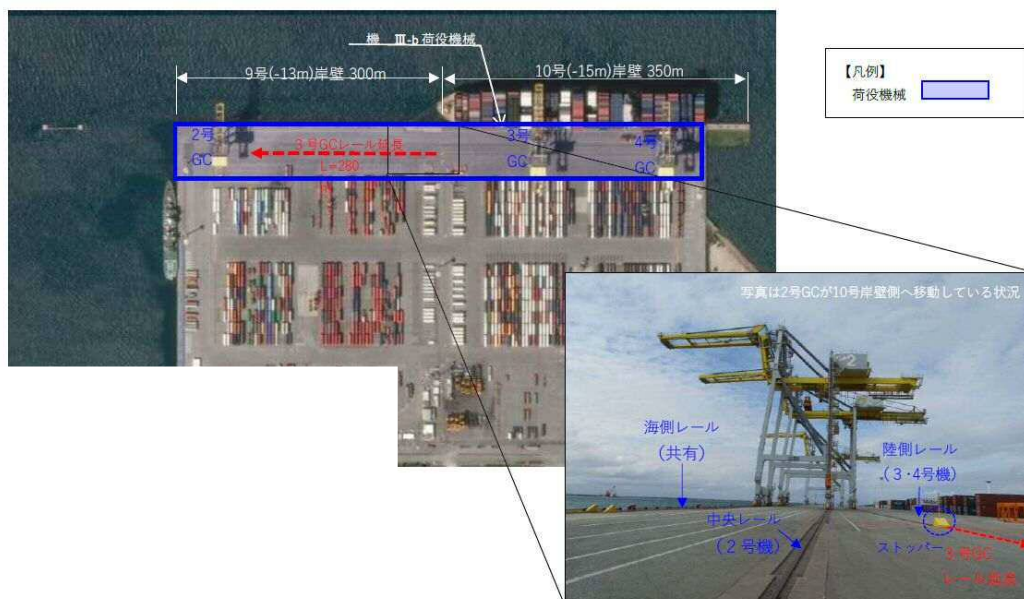 機 Ⅲ-b 荷役機械
9号(-13m)岸壁 300m
10号(-15m)岸壁 350m
【凡例】
荷役機械
2号
GC
3号GCレール延長
L=280
3号
GC
4号
GC
写真は2号GCが10号岸壁側へ移動している状況
海側レール
(共有)
陸側レール
(3・4号機)
中央レール
(2号機)
ストッパー
3号GC
レール延長